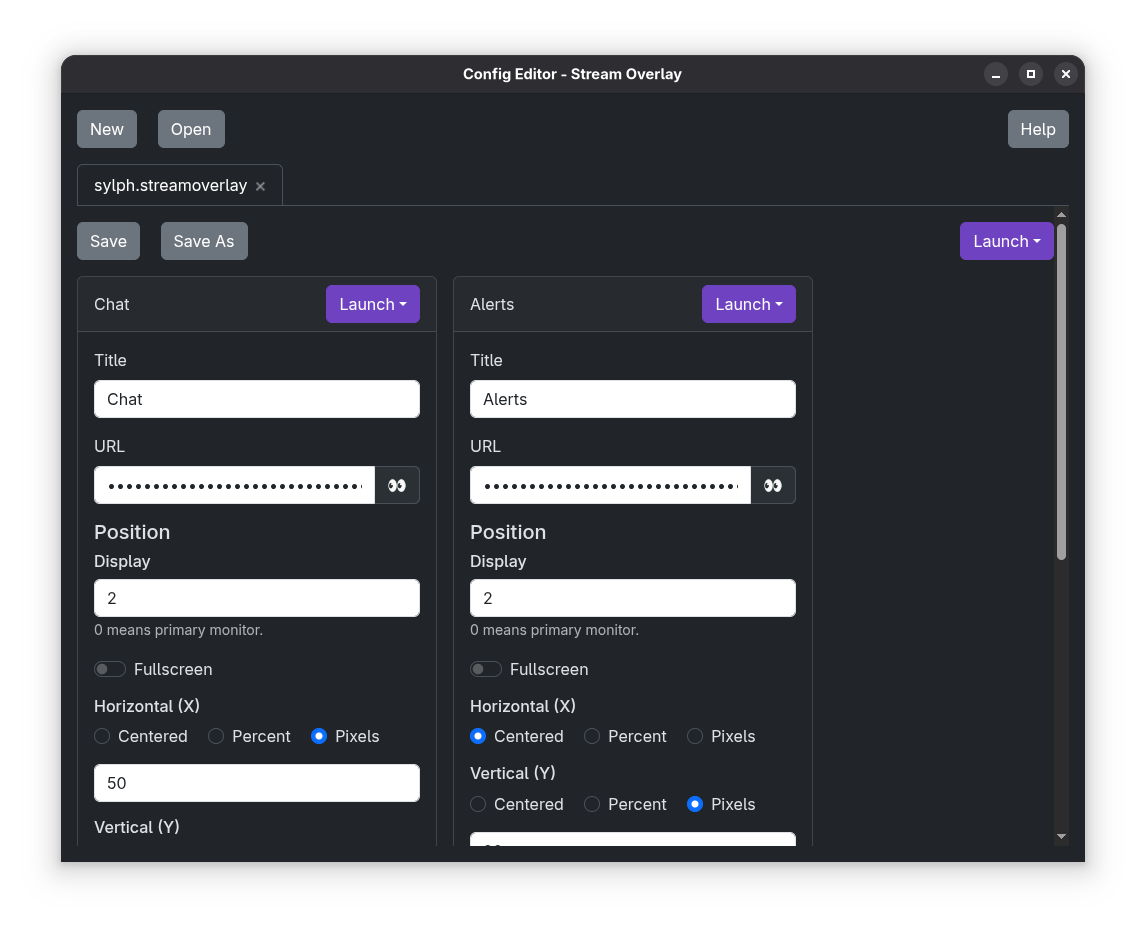 Config Editor - Stream Overlay
New Open Help
sylph.streamoverlay ×
Save Save As Launch
Chat Launch Alerts Launch
Title Title
Chat Alerts
URL URL
Position Position
Display Display
2 2
0 means primary monitor. 0 means primary monitor.
Fullscreen Fullscreen
Horizontal (X) Horizontal (X)
Centered Percent Pixels Centered Percent Pixels
50 Vertical (Y)
Centered Percent Pixels
Vertical (Y)